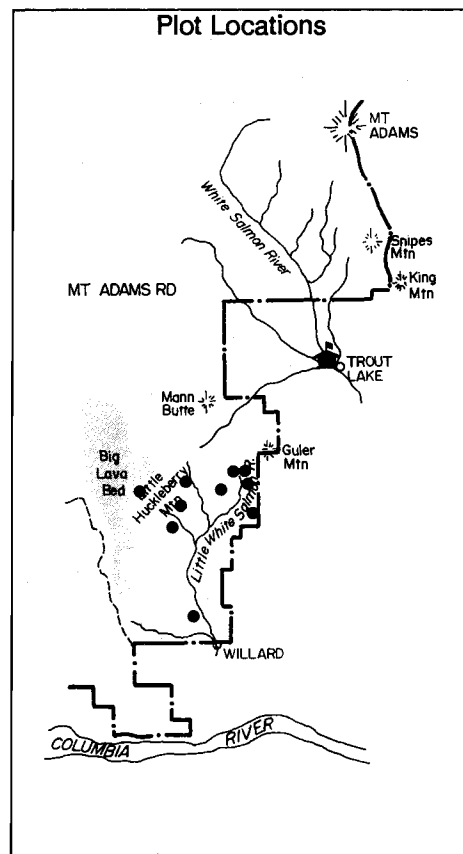 Plot Locations
MT
ADAMS
White Salmon River
Snipes
Mtn
King
Mtn
MT ADAMS RD
TROUT
LAKE
Mann
Butte
Guler
Mtn
Big
Lava
Bed
Little
Huckleberry
Mtn
Little White Salmon R.
WILLARD
COLUMBIA RIVER